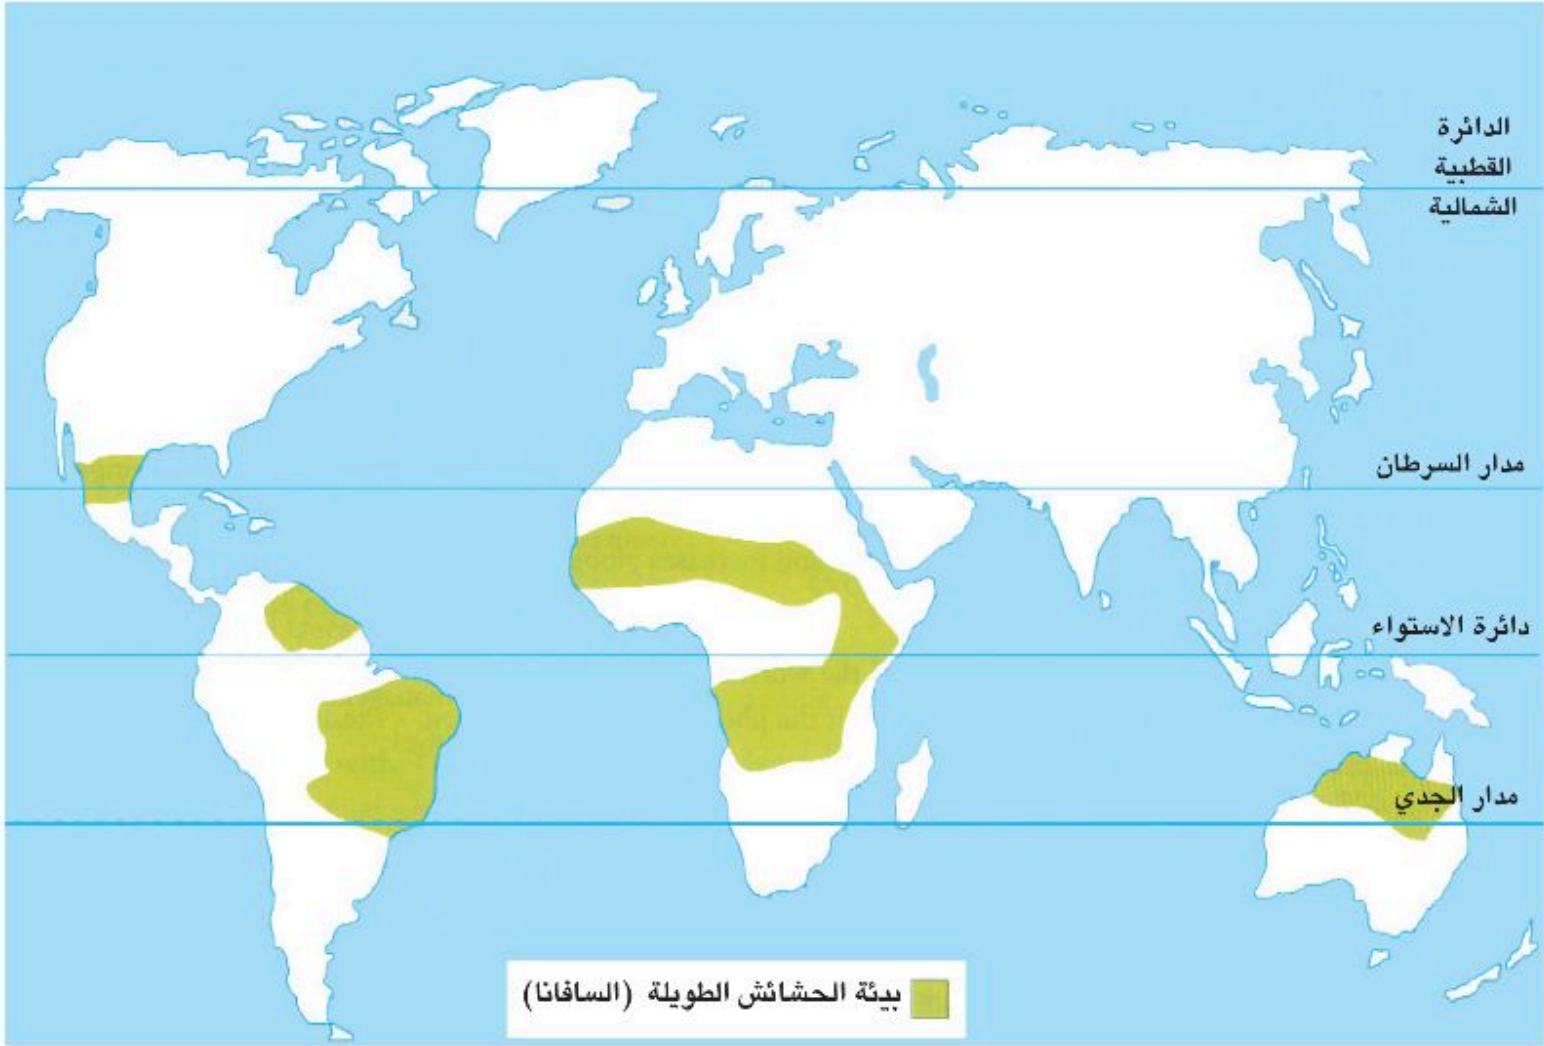 الدائرة
القطبية
الشمالية
مدار السرطان
دائرة الاستواء
مدار الجدي
بيئة الحشائش الطويلة (السافانا)